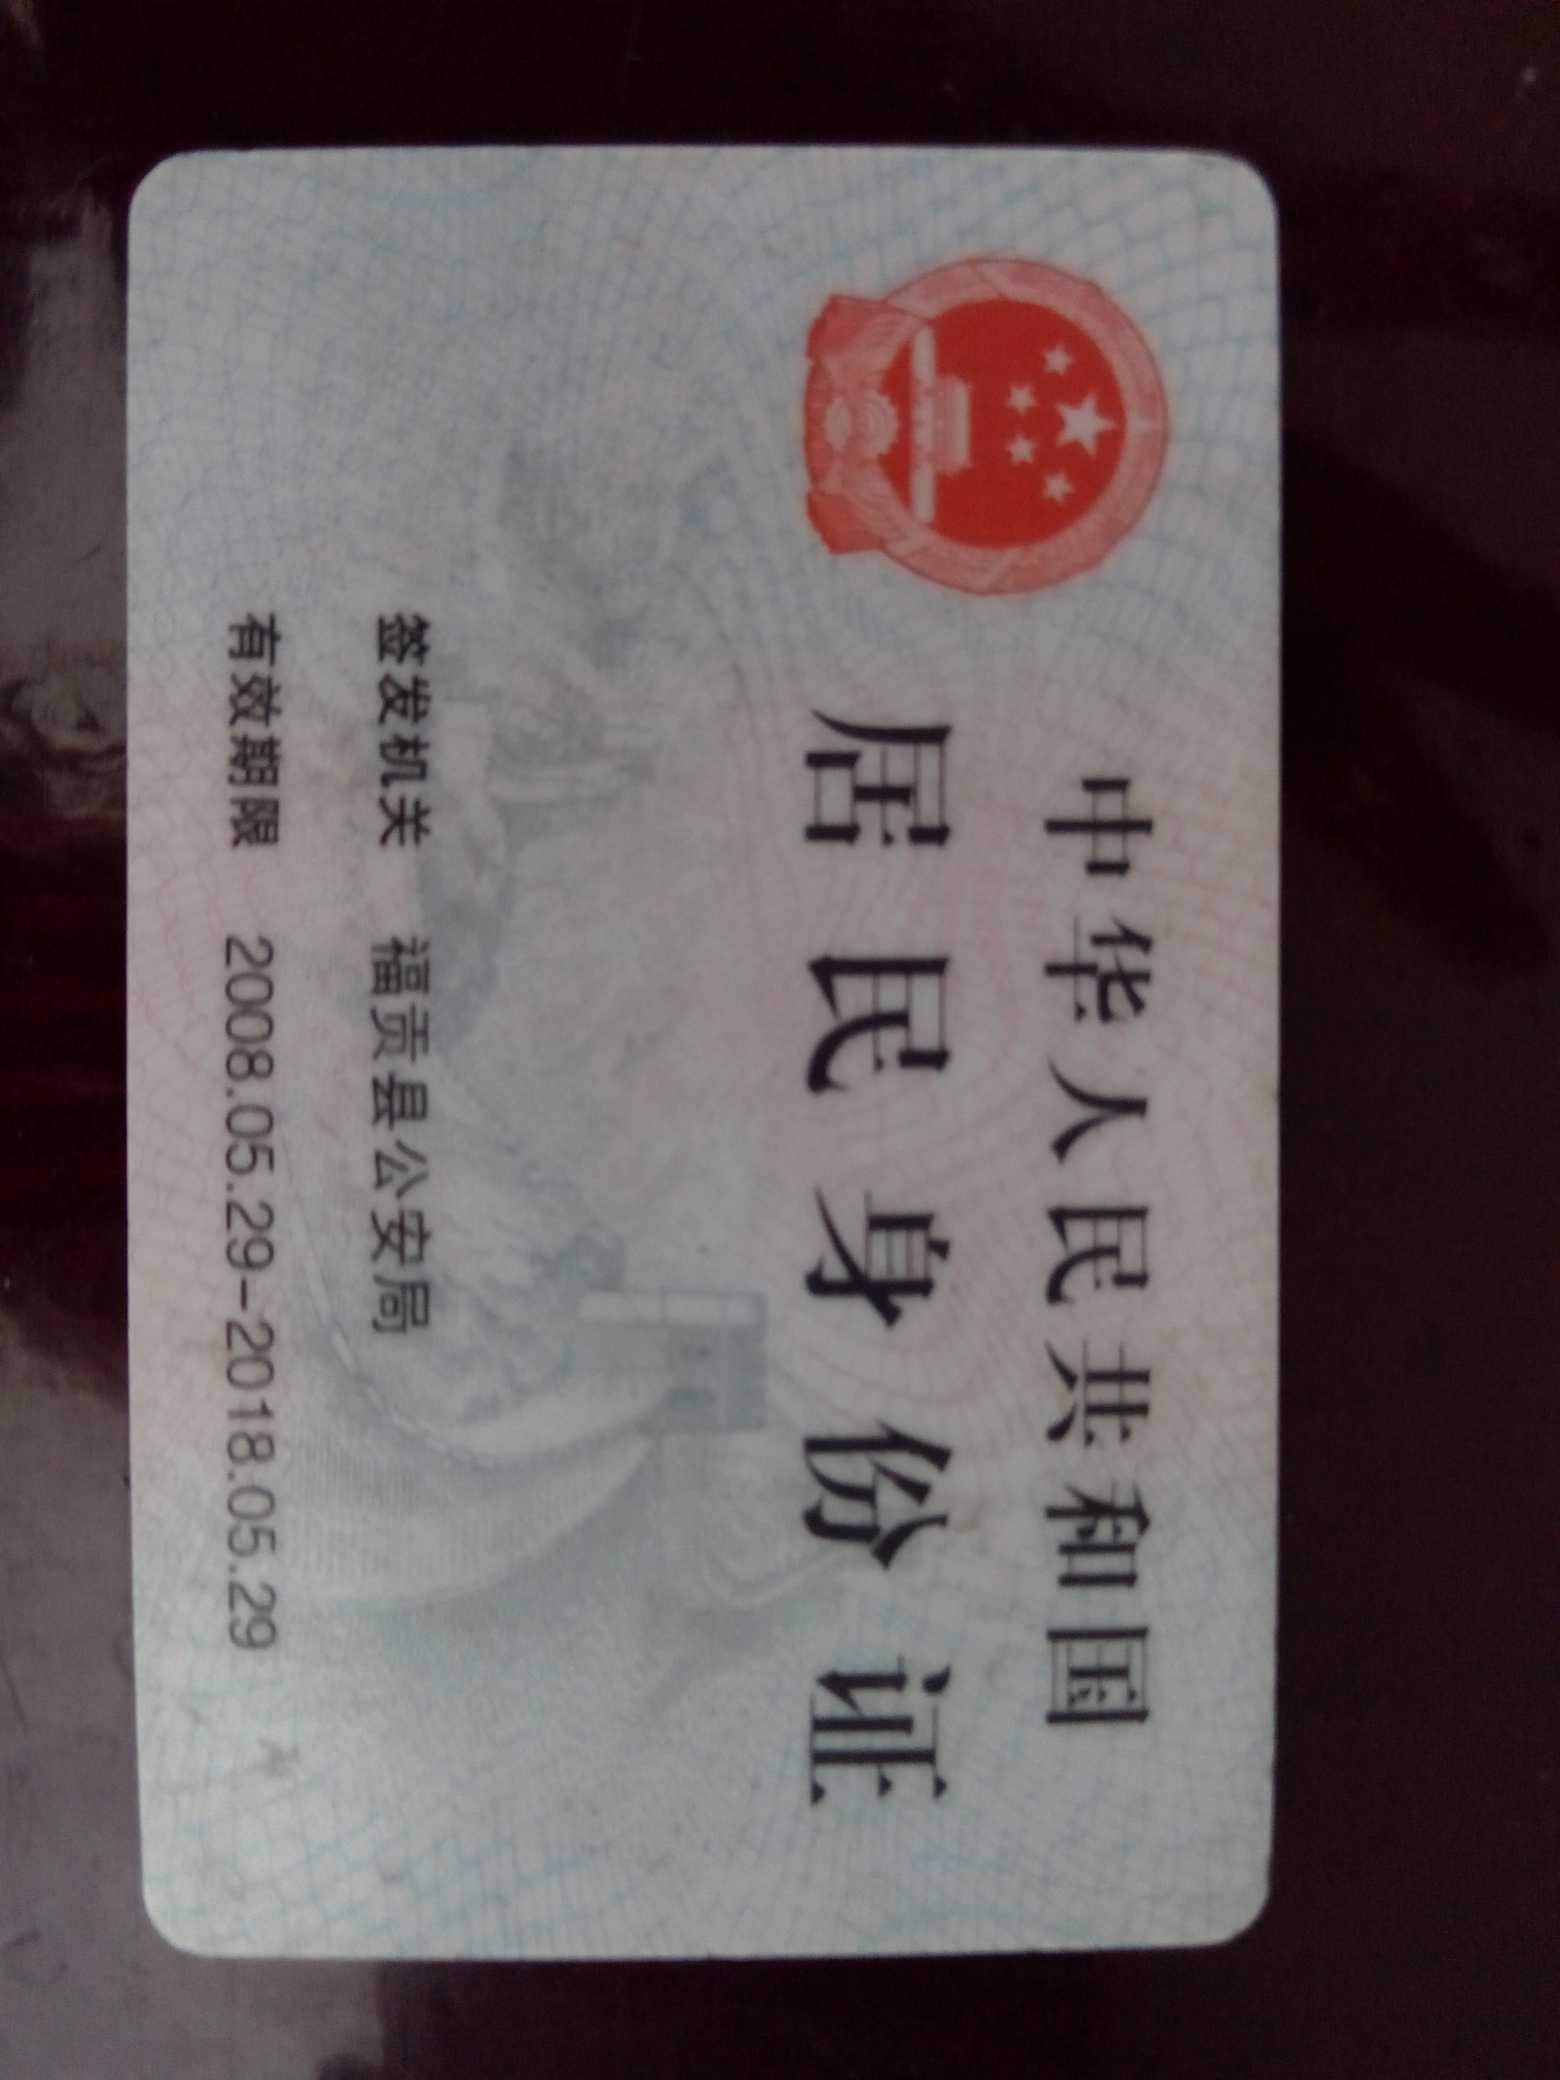 中华人民共和国
居民身份证
签发机关 福贡县公安局
有效期限 2008.05.29-2018.05.29